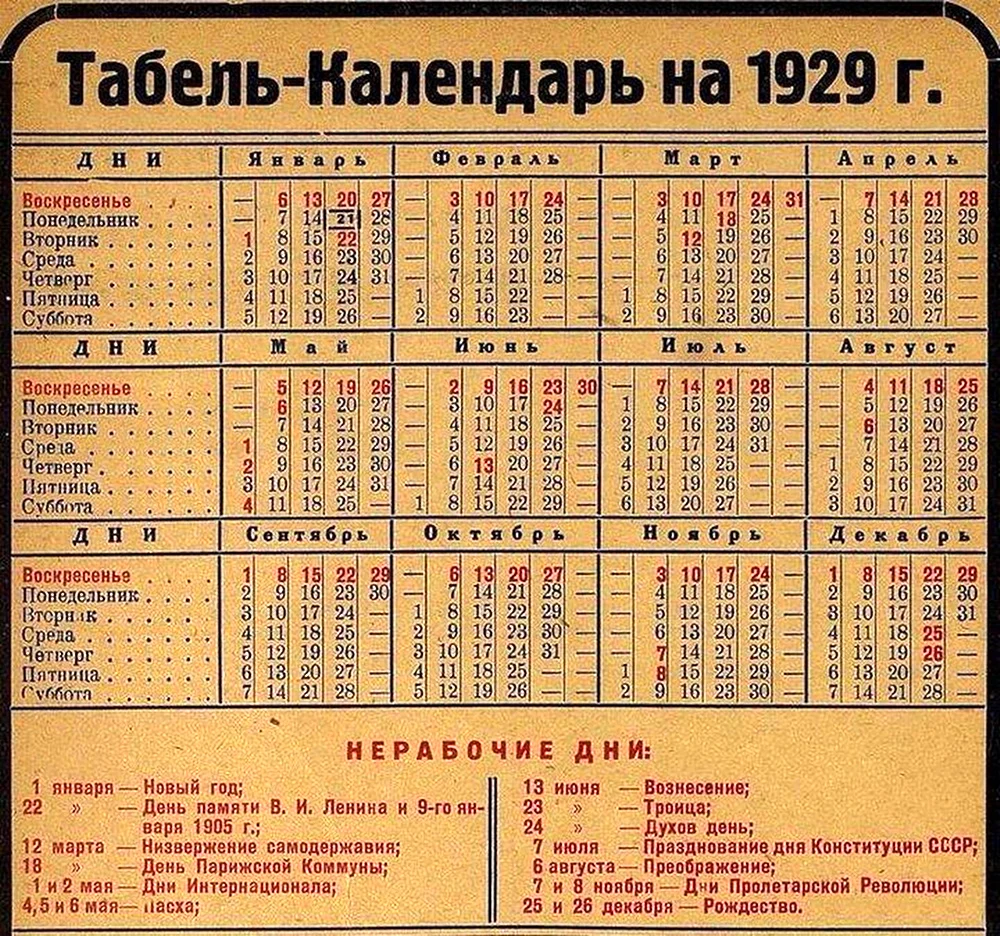 Табель-Календарь на 1929 г.
ДНИ Январь Февраль Март Апрель
Воскресенье . . . . — 6 13 20 27 — 3 10 17 24 — — 3 10 17 24 31 — 7 14 21 28
Понедельник . . . . — 7 14 21 28 — 4 11 18 25 — — 4 11 18 25 — 1 8 15 22 29
Вторник . . . . . . 1 8 15 22 29 — 5 12 19 26 — — 5 12 19 26 — 2 9 16 23 30
Среда . . . . . . 2 9 16 23 30 — 6 13 20 27 — — 6 13 20 27 — 3 10 17 24 —
Четверг . . . . . . 3 10 17 24 31 — 7 14 21 28 — — 7 14 21 28 — 4 11 18 25 —
Пятница . . . . . . 4 11 18 25 — 1 8 15 22 — — 1 8 15 22 29 — 5 12 19 26 —
Суббота . . . . . . 5 12 19 26 — 2 9 16 23 — — 2 9 16 23 30 — 6 13 20 27 —
ДНИ Май Июнь Июль Август
Воскресенье . . . . — 5 12 19 26 — 2 9 16 23 30 — 7 14 21 28 — — 4 11 18 25
Понедельник . . . . — 6 13 20 27 — 3 10 17 24 — 1 8 15 22 29 — — 5 12 19 26
Вторник . . . . . . — 7 14 21 28 — 4 11 18 25 — 2 9 16 23 30 — — 6 13 20 27
Среда . . . . . . 1 8 15 22 29 — 5 12 19 26 — 3 10 17 24 31 — — 7 14 21 28
Четверг . . . . . . 2 9 16 23 30 — 6 13 20 27 — 4 11 18 25 — — 1 8 15 22 29
Пятница . . . . . . 3 10 17 24 31 — 7 14 21 28 — 5 12 19 26 — — 2 9 16 23 30
Суббота . . . . . . 4 11 18 25 — 1 8 15 22 29 — 6 13 20 27 — — 3 10 17 24 31
ДНИ Сентябрь Октябрь Ноябрь Декабрь
Воскресенье . . . . 1 8 15 22 29 — 6 13 20 27 — — 3 10 17 24 — 1 8 15 22 29
Понедельник . . . . 2 9 16 23 30 — 7 14 21 28 — — 4 11 18 25 — 2 9 16 23 30
Вторник . . . . . . 3 10 17 24 — 1 8 15 22 29 — — 5 12 19 26 — 3 10 17 24 31
Среда . . . . . . 4 11 18 25 — 2 9 16 23 30 — — 6 13 20 27 — 4 11 18 25 —
Четверг . . . . . . 5 12 19 26 — 3 10 17 24 31 — — 7 14 21 28 — 5 12 19 26 —
Пятница . . . . . . 6 13 20 27 — 4 11 18 25 — — 1 8 15 22 29 — 6 13 20 27 —
Суббота . . . . . . 7 14 21 28 — 5 12 19 26 — — 2 9 16 23 30 — 7 14 21 28 —
НЕРАБОЧИЕ ДНИ:
1 января — Новый год;
22 » — День памяти В. И. Ленина и 9-го ян-
варя 1905 г.;
12 марта — Низвержение самодержавия;
18 » — День Парижской Коммуны;
1 и 2 мая — Дни Интернационала;
4,5 и 6 мая — Пасха;
13 июня — Вознесение;
23 » — Троица;
24 » — Духов день;
7 июля — Празднование дня Конституции СССР;
6 августа — Преображение;
7 и 8 ноября — Дни Пролетарской Революции;
25 и 26 декабря — Рождество.